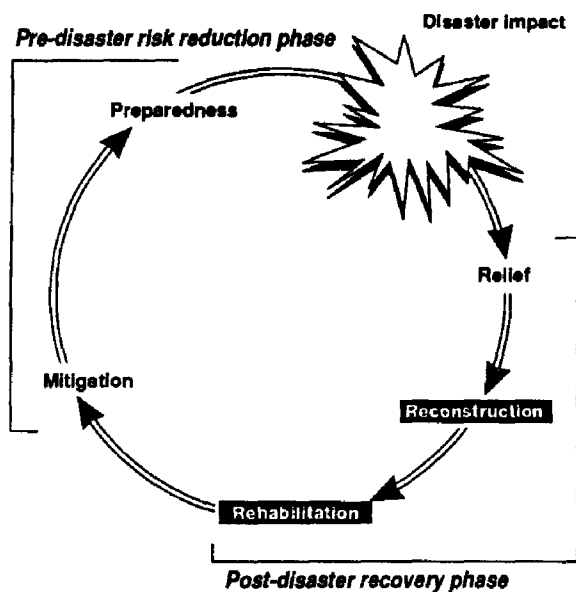 Disaster impact
Pre-disaster risk reduction phase
Preparedness
Relief
Mitigation
Reconstruction
Rehabilitation
Post-disaster recovery phase